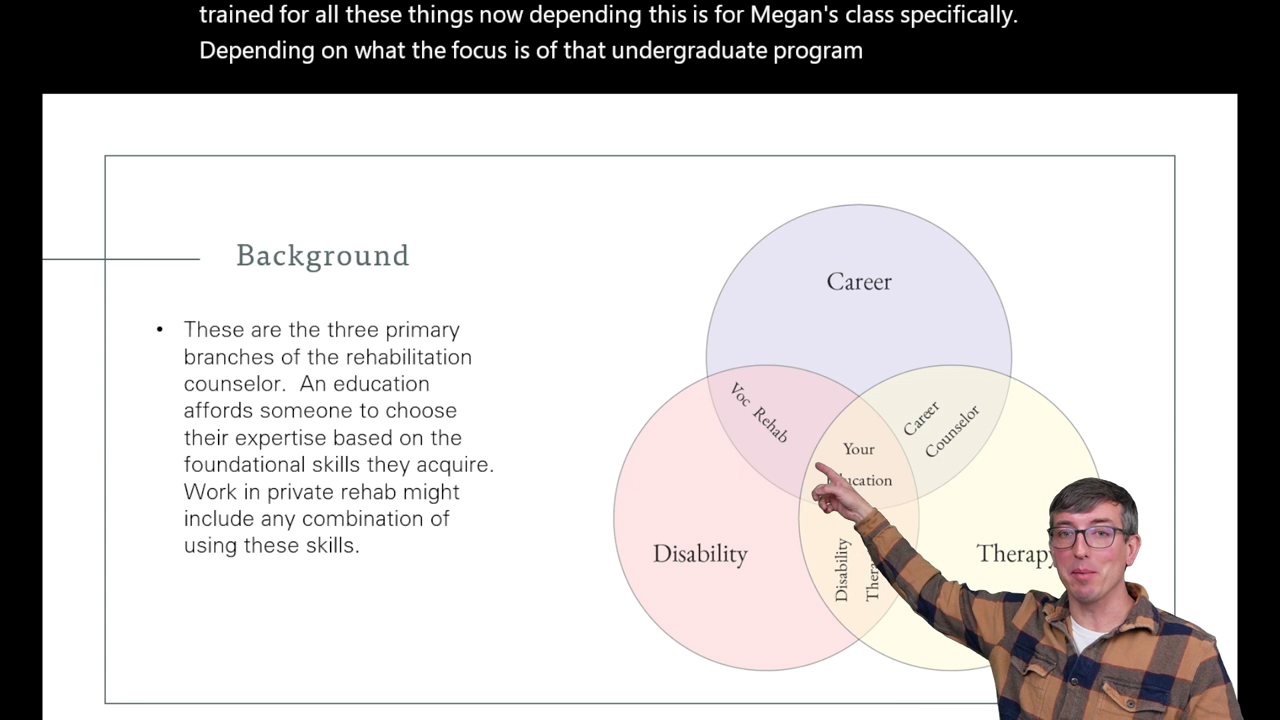 trained for all these things now depending this is for Megan's class specifically.
Depending on what the focus is of that undergraduate program
Background
• These are the three primary
branches of the rehabilitation
counselor. An education
affords someone to choose
their expertise based on the
foundational skills they acquire.
Work in private rehab might
include any combination of
using these skills.
Career
Voc Rehab
Career
Counselor
Your
ucation
Disability
Disability
Thera
Therapy